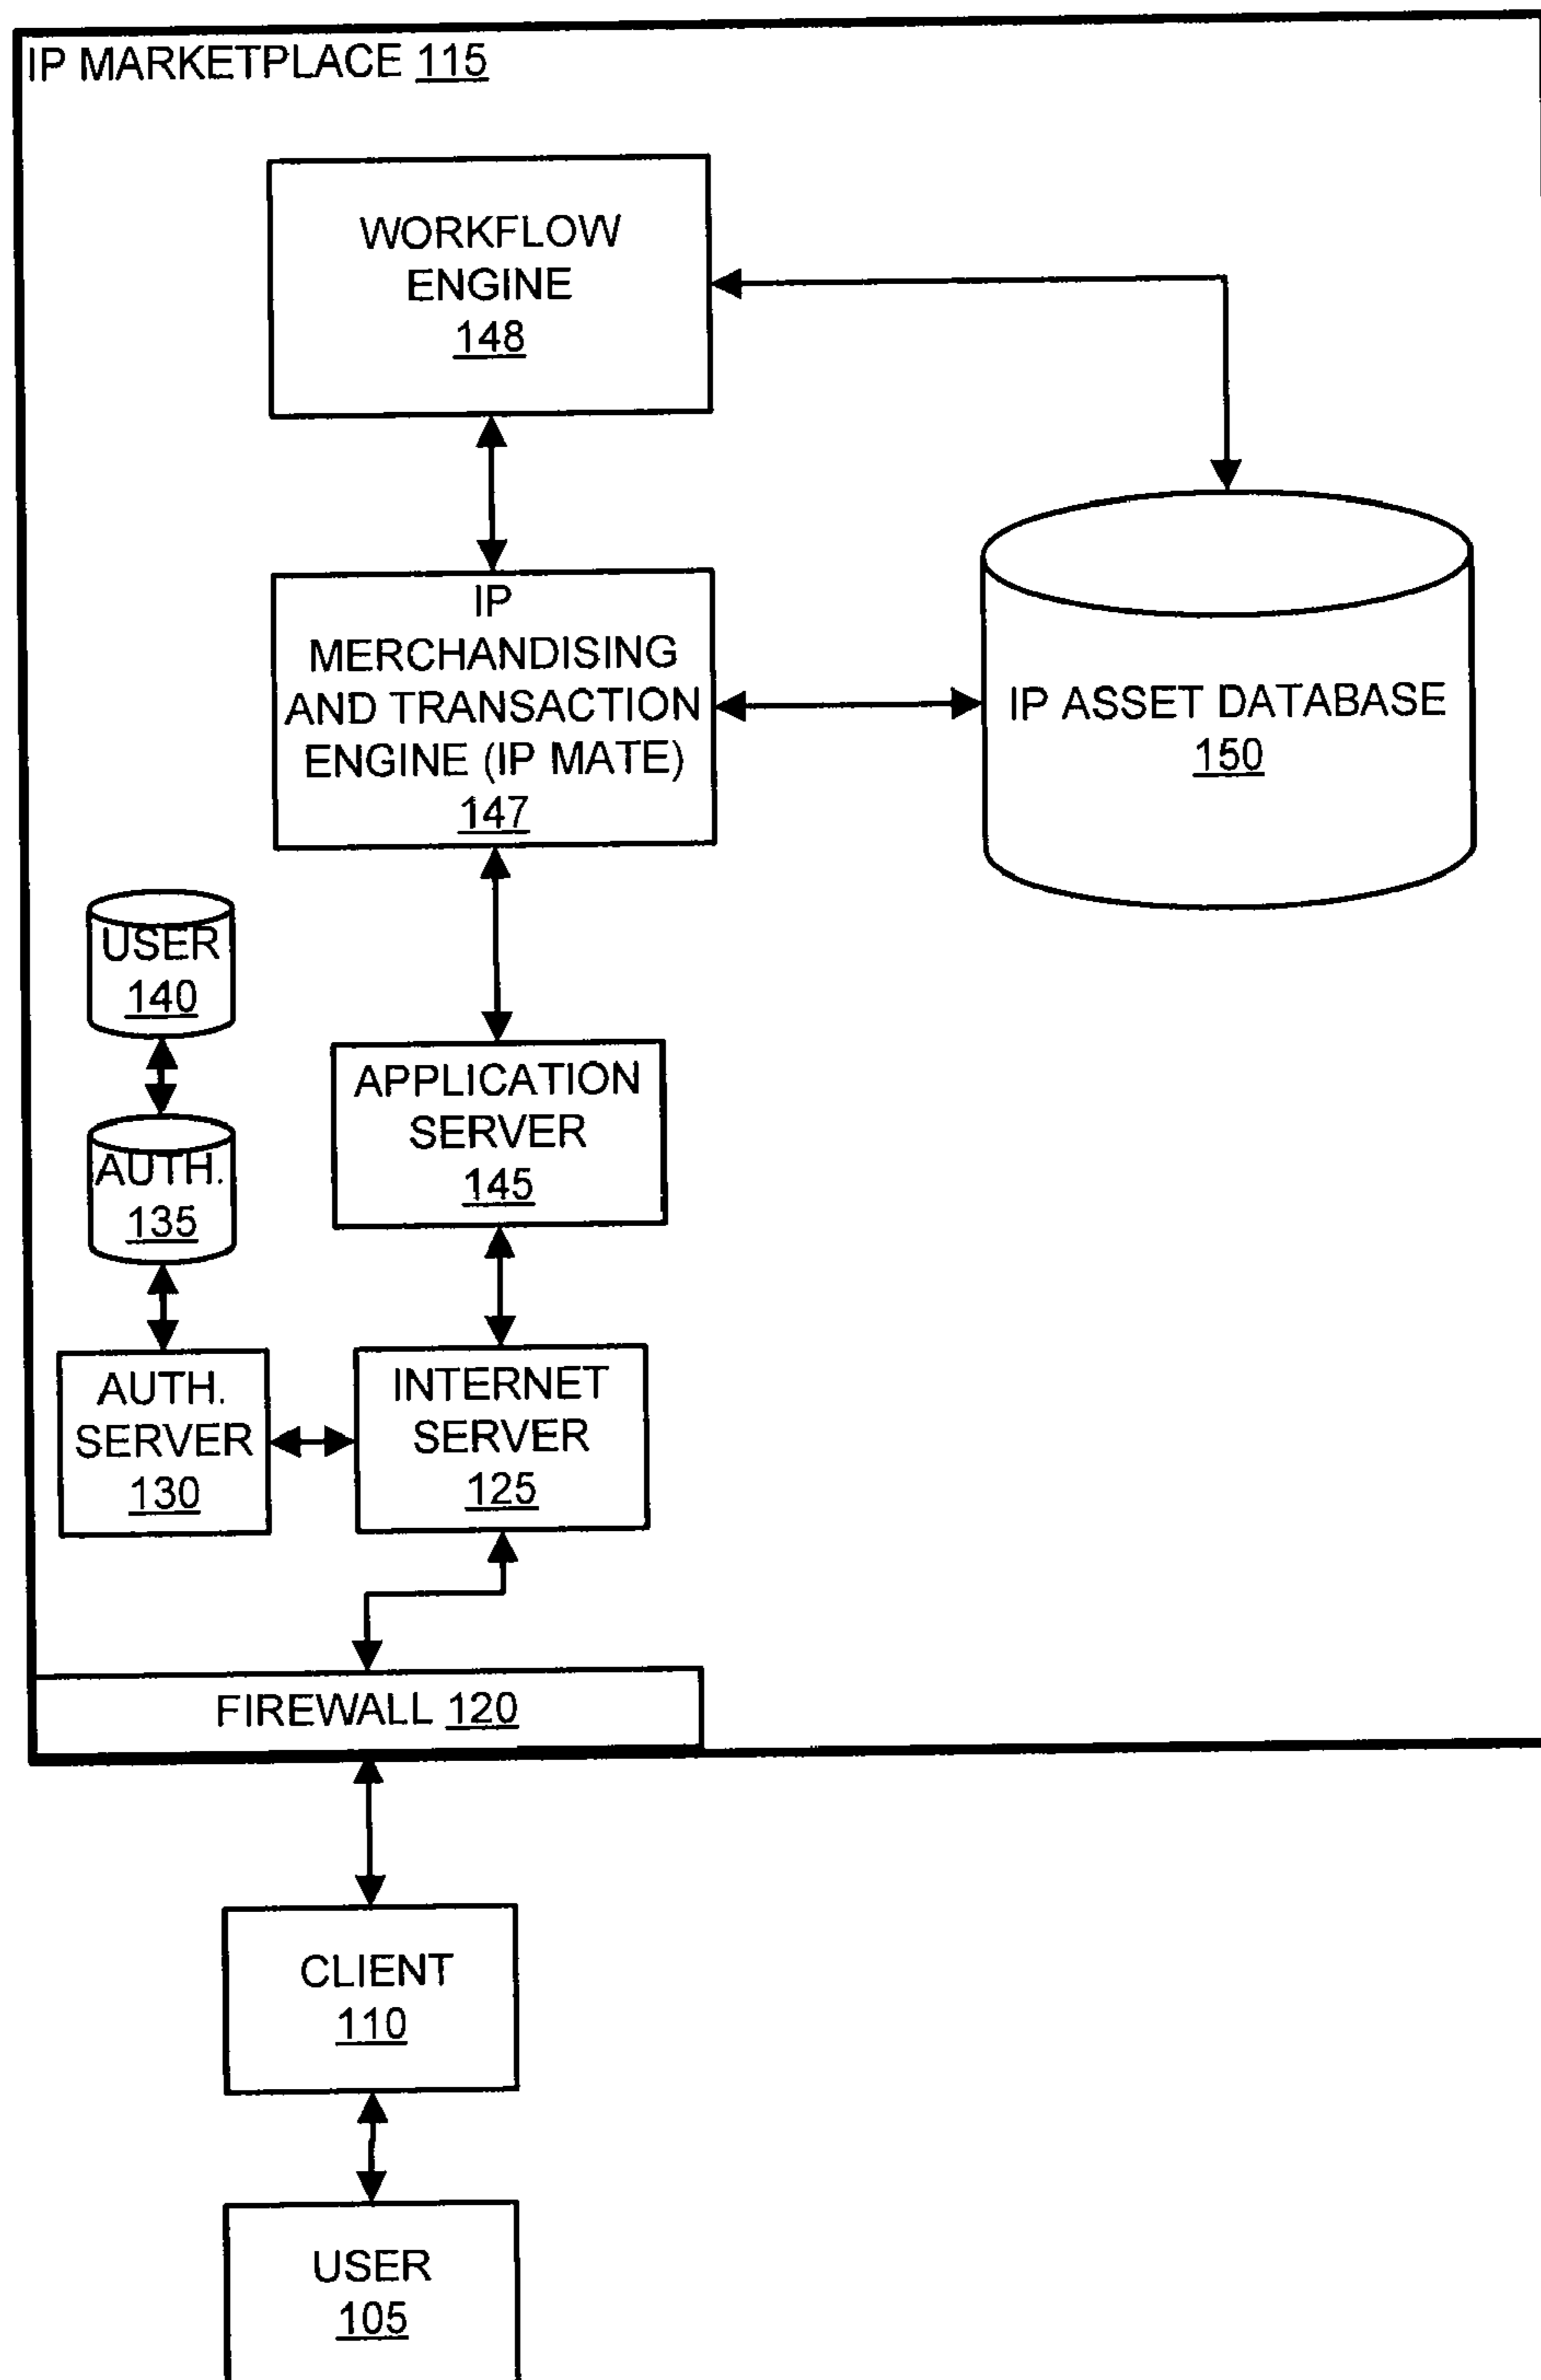 IP MARKETPLACE 115
WORKFLOW
ENGINE
148
IP
MERCHANDISING
AND TRANSACTION
ENGINE (IP MATE)
147
IP ASSET DATABASE
150
USER
140
AUTH.
135
APPLICATION
SERVER
145
AUTH.
SERVER
130
INTERNET
SERVER
125
FIREWALL 120
CLIENT
110
USER
105